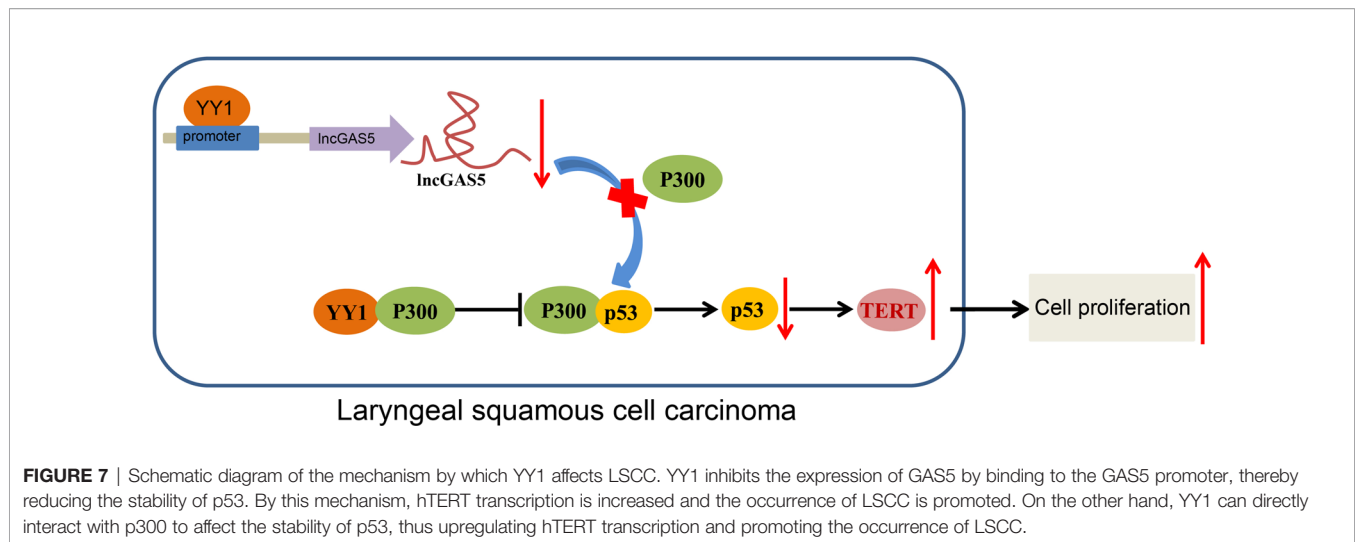 YY1
promoter
lncGAS5
lncGAS5
P300
YY1
P300
P300
p53
p53
TERT
Cell proliferation
Laryngeal squamous cell carcinoma
FIGURE 7 | Schematic diagram of the mechanism by which YY1 affects LSCC. YY1 inhibits the expression of GAS5 by binding to the GAS5 promoter, thereby
reducing the stability of p53. By this mechanism, hTERT transcription is increased and the occurrence of LSCC is promoted. On the other hand, YY1 can directly
interact with p300 to affect the stability of p53, thus upregulating hTERT transcription and promoting the occurrence of LSCC.